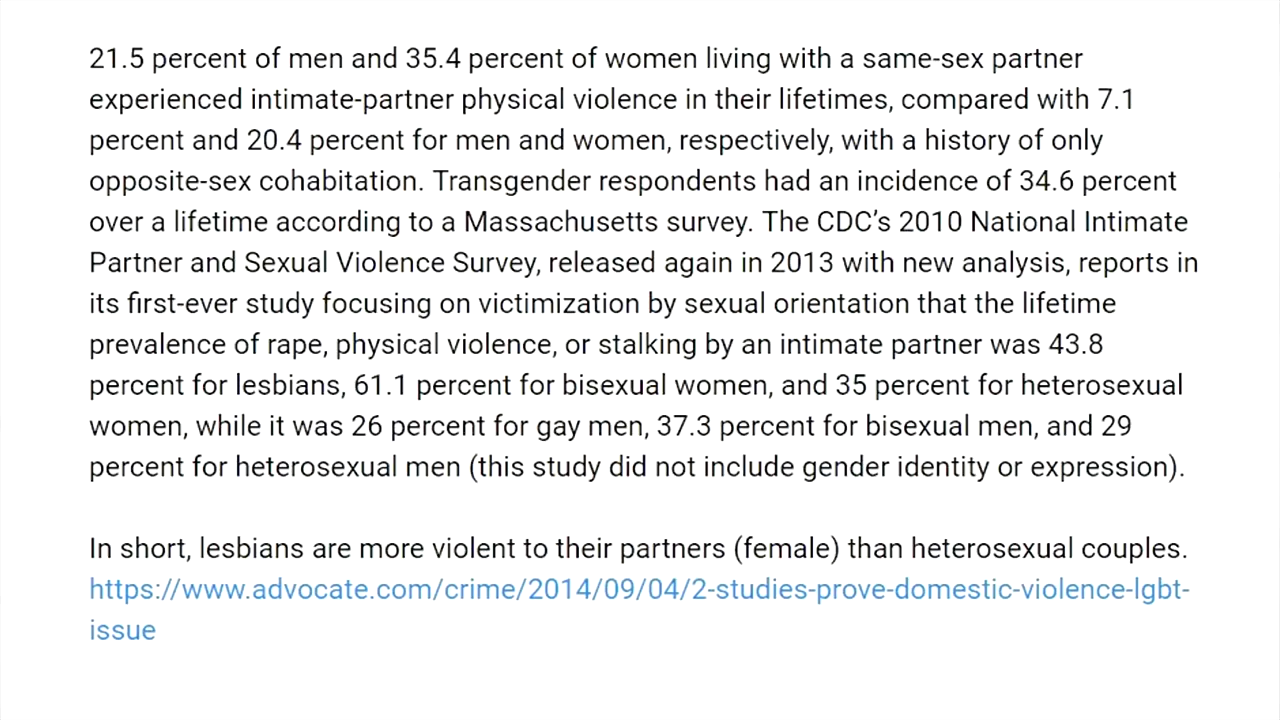 21.5 percent of men and 35.4 percent of women living with a same-sex partner
experienced intimate-partner physical violence in their lifetimes, compared with 7.1
percent and 20.4 percent for men and women, respectively, with a history of only
opposite-sex cohabitation. Transgender respondents had an incidence of 34.6 percent
over a lifetime according to a Massachusetts survey. The CDC’s 2010 National Intimate
Partner and Sexual Violence Survey, released again in 2013 with new analysis, reports in
its first-ever study focusing on victimization by sexual orientation that the lifetime
prevalence of rape, physical violence, or stalking by an intimate partner was 43.8
percent for lesbians, 61.1 percent for bisexual women, and 35 percent for heterosexual
women, while it was 26 percent for gay men, 37.3 percent for bisexual men, and 29
percent for heterosexual men (this study did not include gender identity or expression).
In short, lesbians are more violent to their partners (female) than heterosexual couples.
https://www.advocate.com/crime/2014/09/04/2-studies-prove-domestic-violence-lgbt-
issue